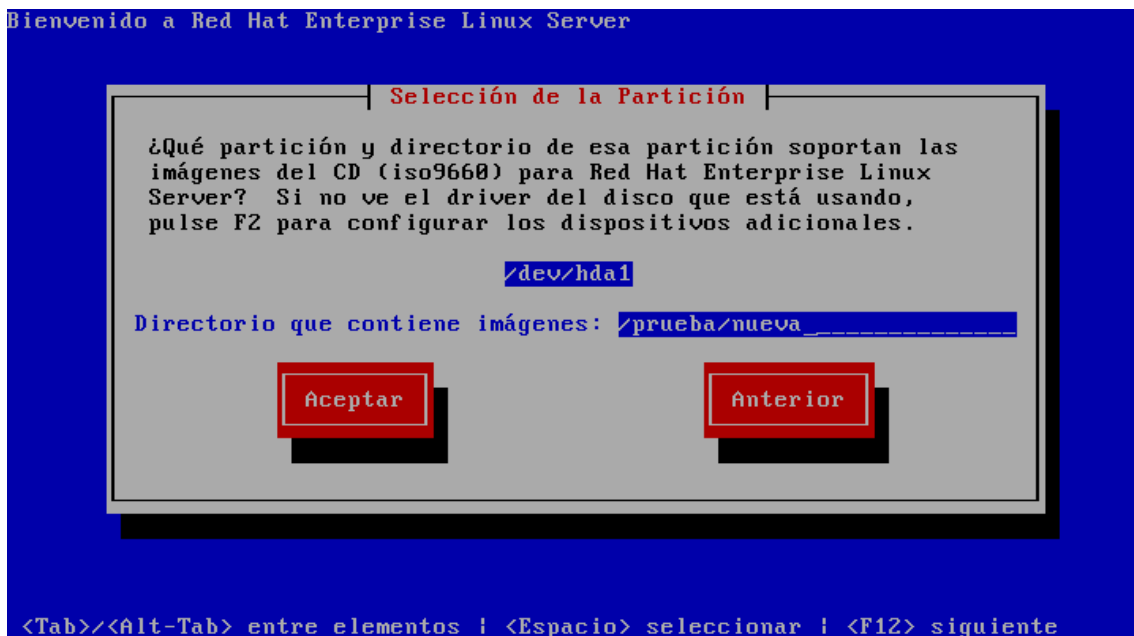 Bienvenido a Red Hat Enterprise Linux Server
Selección de la Partición
¿Qué partición y directorio de esa partición soportan las
imágenes del CD (iso9660) para Red Hat Enterprise Linux
Server?  Si no ve el driver del disco que está usando,
pulse F2 para configurar los dispositivos adicionales.
/dev/hda1
Directorio que contiene imágenes: /prueba/nueva_______________
Aceptar Anterior
<Tab>/<Alt-Tab> entre elementos | <Espacio> seleccionar | <F12> siguiente